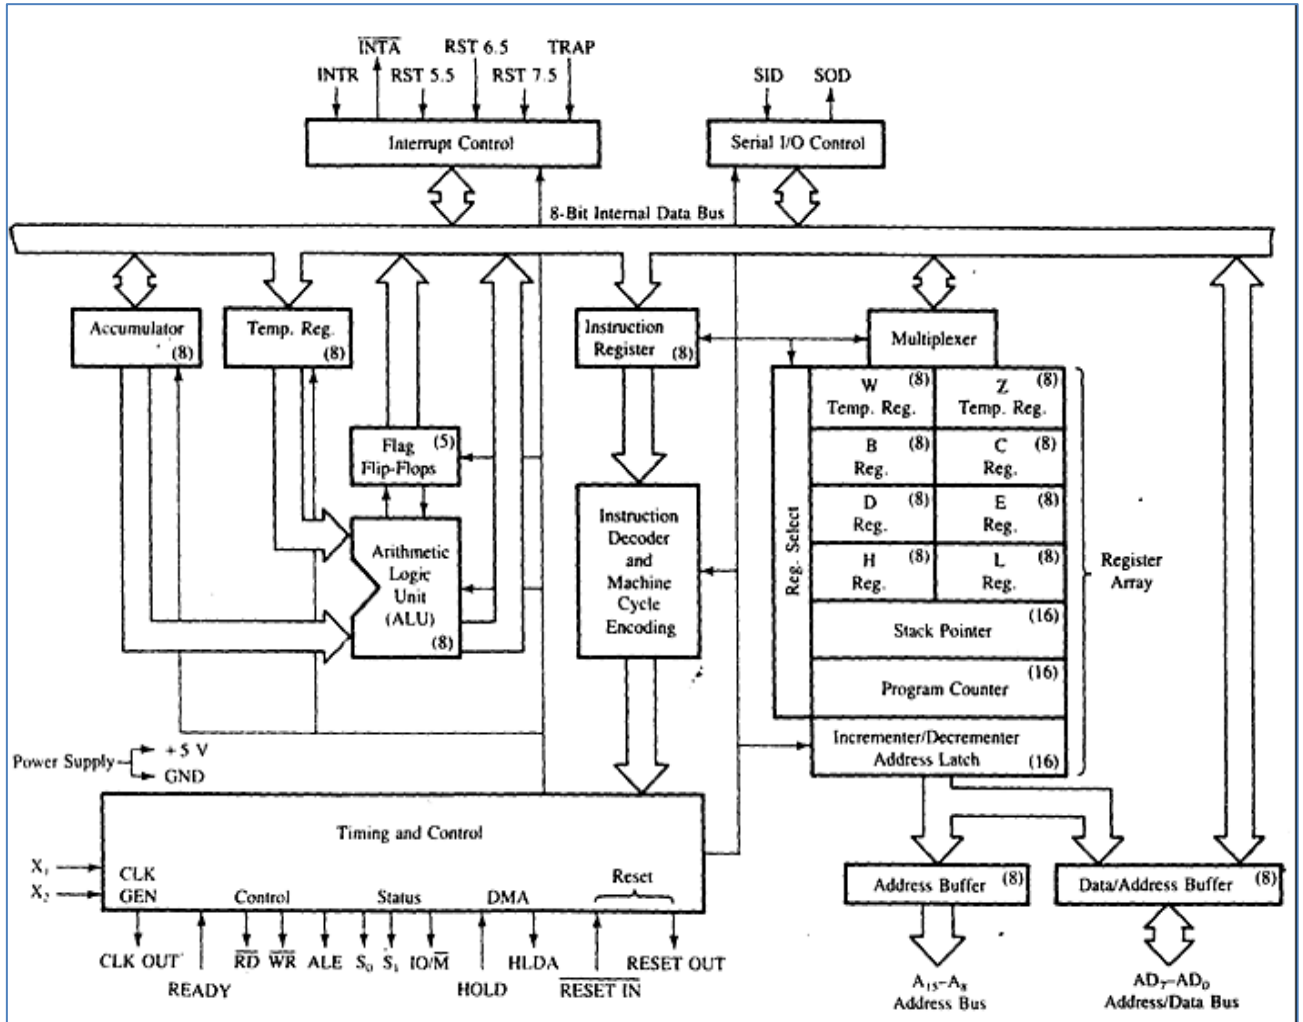 INTA
RST 6.5
TRAP
INTR
RST 5.5
RST 7.5
SID
SOD
Interrupt Control
Serial I/O Control
8-Bit Internal Data Bus
Accumulator
(8)
Temp. Reg.
(8)
Instruction
Register
(8)
Multiplexer
W
(8)
Temp. Reg.
Z
(8)
Temp. Reg.
B
(8)
Reg.
C
(8)
Reg.
D
(8)
Reg.
E
(8)
Reg.
H
(8)
Reg.
L
(8)
Reg.
Stack Pointer
(16)
Program Counter
(16)
Incrementer/Decrementer
Address Latch
(16)
Reg. Select
Register
Array
Flag
(5)
Flip-Flops
Arithmetic
Logic
Unit
(ALU)
(8)
Instruction
Decoder
and
Machine
Cycle
Encoding
Power Supply
+5 V
GND
Timing and Control
X₁
X₂
CLK
GEN
Control
Status
DMA
Reset
CLK OUT
READY
RD
WR
ALE
S₀
S₁
IO/M
HOLD
HLDA
RESET IN
RESET OUT
Address Buffer
(8)
Data/Address Buffer
(8)
A₁₅–A₈
Address Bus
AD₇–AD₀
Address/Data Bus